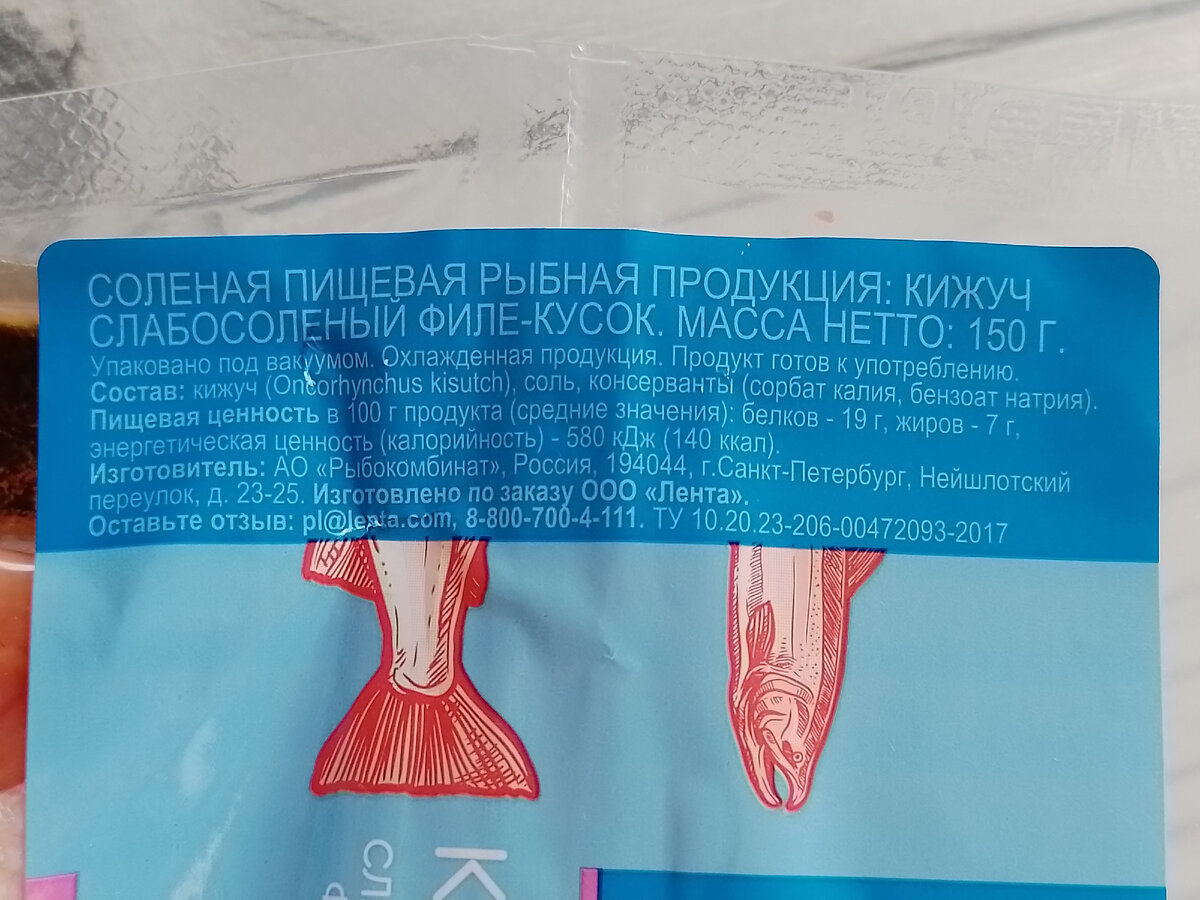 СОЛЕНАЯ ПИЩЕВАЯ РЫБНАЯ ПРОДУКЦИЯ: КИЖУЧ
СЛАБОСОЛЕНЫЙ ФИЛЕ-КУСОК. МАССА НЕТТО: 150 Г.
Упаковано под вакуумом. Охлажденная продукция. Продукт готов к употреблению.
Состав: кижуч (Oncorhynchus kisutch), соль, консерванты (сорбат калия, бензоат натрия).
Пищевая ценность в 100 г продукта (средние значения): белков - 19 г, жиров - 7 г,
энергетическая ценность (калорийность) - 580 кДж (140 ккал).
Изготовитель: АО «Рыбокомбинат», Россия, 194044, г.Санкт-Петербург, Нейшлотский
переулок, д. 23-25. Изготовлено по заказу ООО «Лента».
Оставьте отзыв: pl@lenta.com, 8-800-700-4-111. ТУ 10.20.23-206-00472093-2017